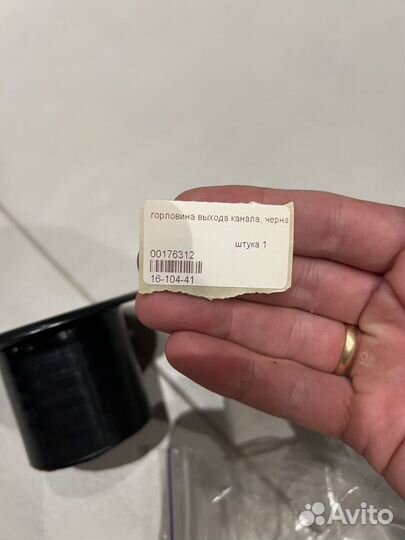 горловина выхода канала, черна
штука 1
00176312
16-104-41
Avito